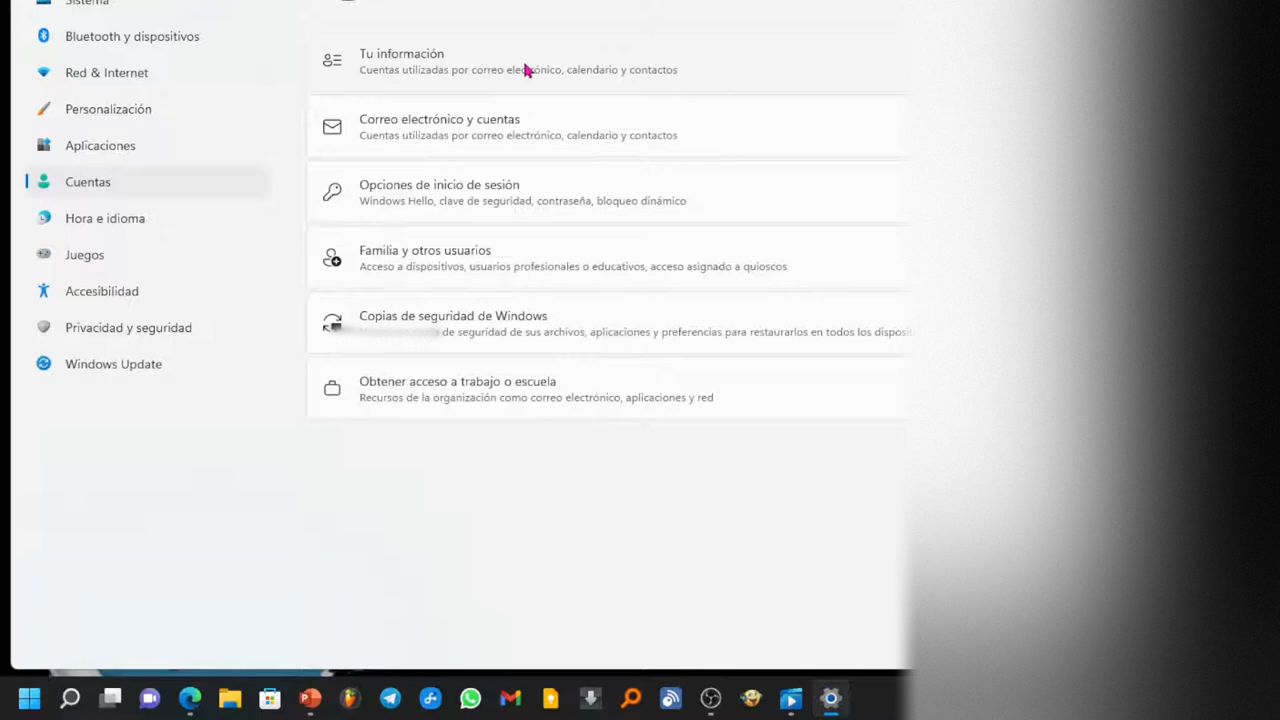 Sistema
Bluetooth y dispositivos
Red & Internet
Personalización
Aplicaciones
Cuentas
Hora e idioma
Juegos
Accesibilidad
Privacidad y seguridad
Windows Update
Tu información
Cuentas utilizadas por correo electrónico, calendario y contactos
Correo electrónico y cuentas
Cuentas utilizadas por correo electrónico, calendario y contactos
Opciones de inicio de sesión
Windows Hello, clave de seguridad, contraseña, bloqueo dinámico
Familia y otros usuarios
Acceso a dispositivos, usuarios profesionales o educativos, acceso asignado a quioscos
Copias de seguridad de Windows
de seguridad de sus archivos, aplicaciones y preferencias para restaurarlos en todos los
Obtener acceso a trabajo o escuela
Recursos de la organización como correo electrónico, aplicaciones y red